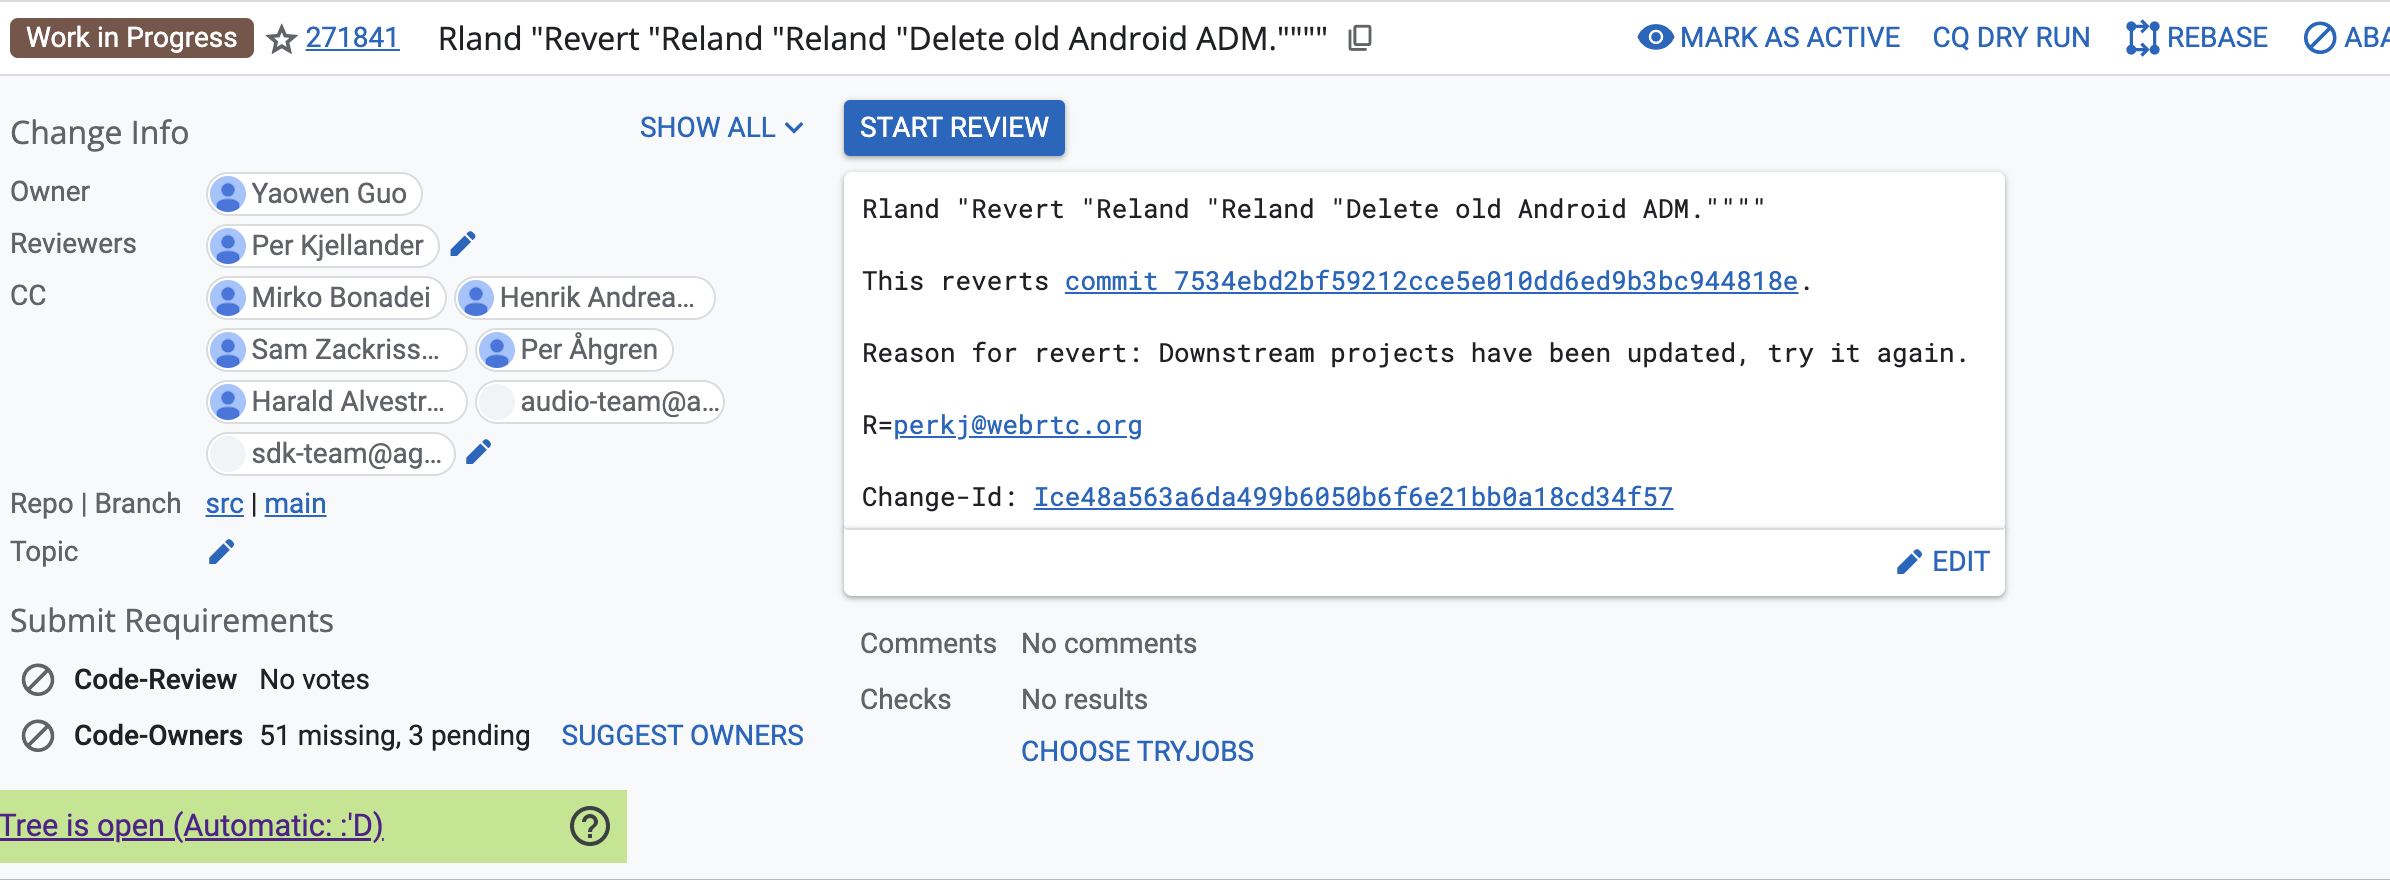 Work in Progress 271841 Rland "Revert "Reland "Reland "Delete old Android ADM."""" MARK AS ACTIVE CQ DRY RUN REBASE ABA
Change Info SHOW ALL
Owner Yaowen Guo
Reviewers Per Kjellander
CC Mirko Bonadei Henrik Andrea...
Sam Zackriss... Per Åhgren
Harald Alvestr... audio-team@a...
sdk-team@ag...
Repo | Branch src | main
Topic
Submit Requirements
Code-Review No votes
Code-Owners 51 missing, 3 pending SUGGEST OWNERS
Tree is open (Automatic: :'D)
START REVIEW
Rland "Revert "Reland "Reland "Delete old Android ADM.""""
This reverts commit 7534ebd2bf59212cce5e010dd6ed9b3bc944818e.
Reason for revert: Downstream projects have been updated, try it again.
R=perkj@webrtc.org
Change-Id: Ice48a563a6da499b6050b6f6e21bb0a18cd34f57
EDIT
Comments No comments
Checks No results
CHOOSE TRYJOBS